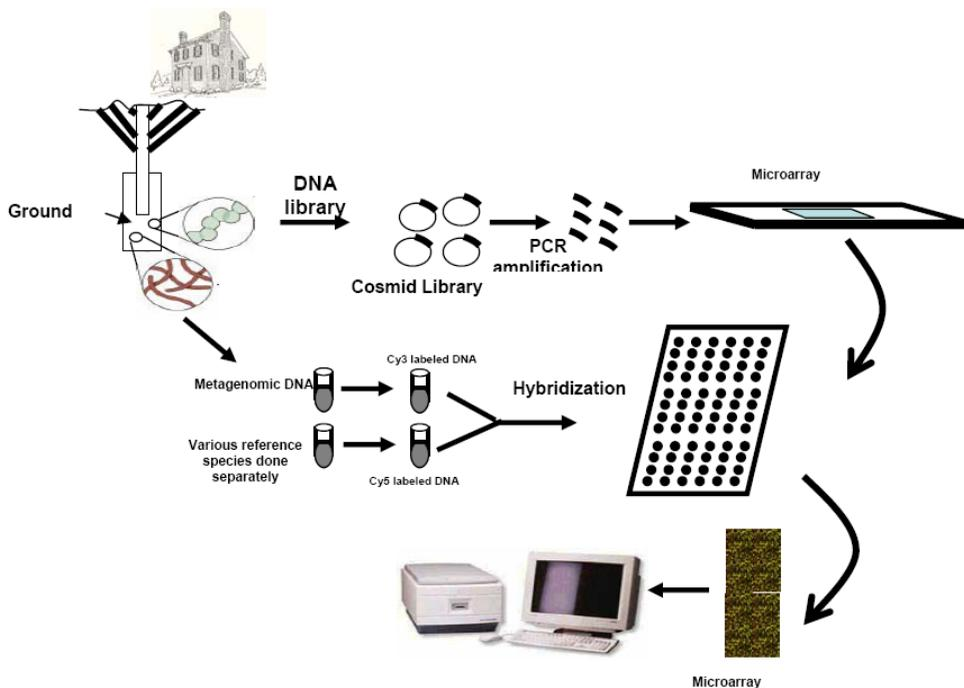 Ground
DNA
library
Cosmid Library
PCR
amplification
Microarray
Metagenomic DNA
Cy3 labeled DNA
Various reference
species done
separately
Cy5 labeled DNA
Hybridization
Microarray